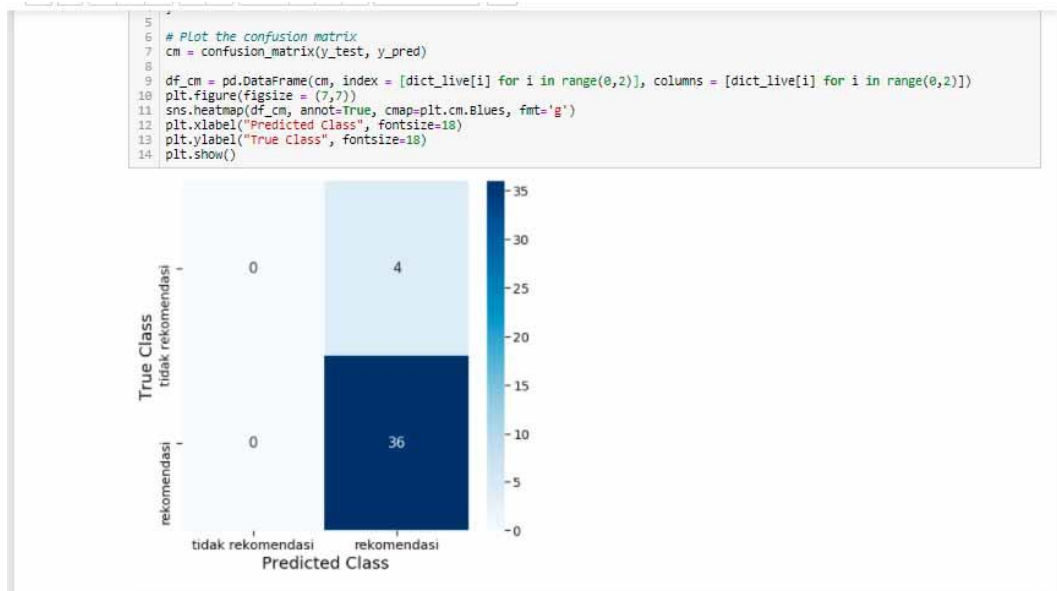 5
6 # Plot the confusion matrix
7 cm = confusion_matrix(y_test, y_pred)
8
9 df_cm = pd.DataFrame(cm, index = [dict_live[i] for i in range(0,2)], columns = [dict_live[i] for i in range(0,2)])
10 plt.figure(figsize = (7,7))
11 sns.heatmap(df_cm, annot=True, cmap=plt.cm.Blues, fmt='g')
12 plt.xlabel("Predicted Class", fontsize=18)
13 plt.ylabel("True Class", fontsize=18)
14 plt.show()
True Class
tidak rekomendasi
rekomendasi
0 4
0 36
tidak rekomendasi rekomendasi
Predicted Class
35
30
25
20
15
10
5
0